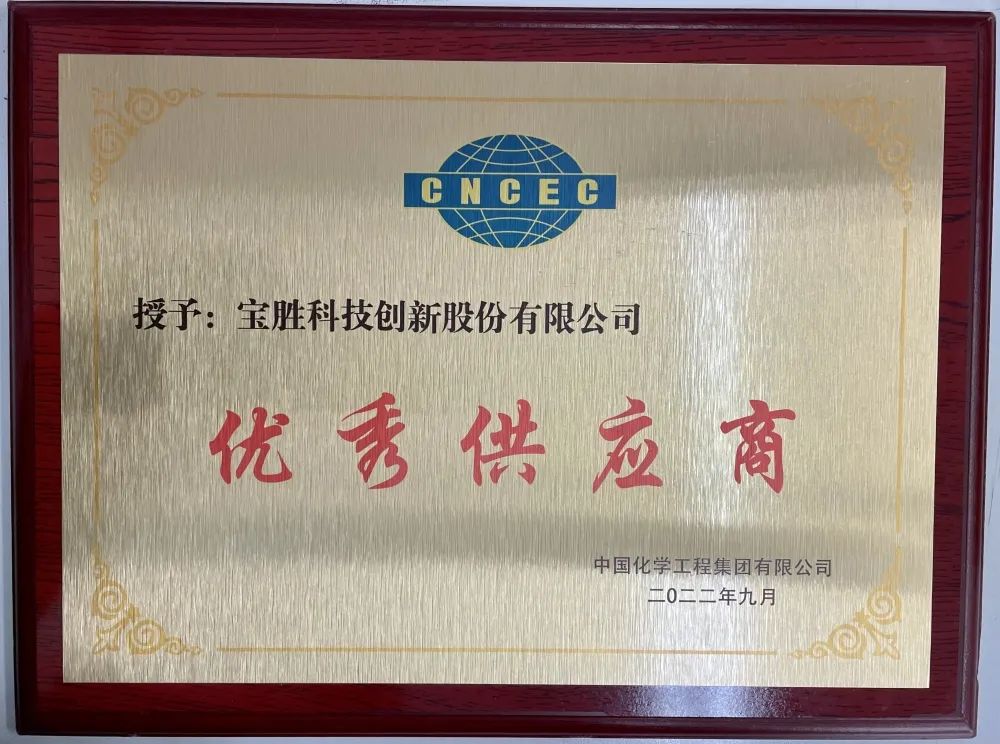 CNCEC
授予：宝胜科技创新股份有限公司
优秀供应商
中国化学工程集团有限公司
二〇二二年九月